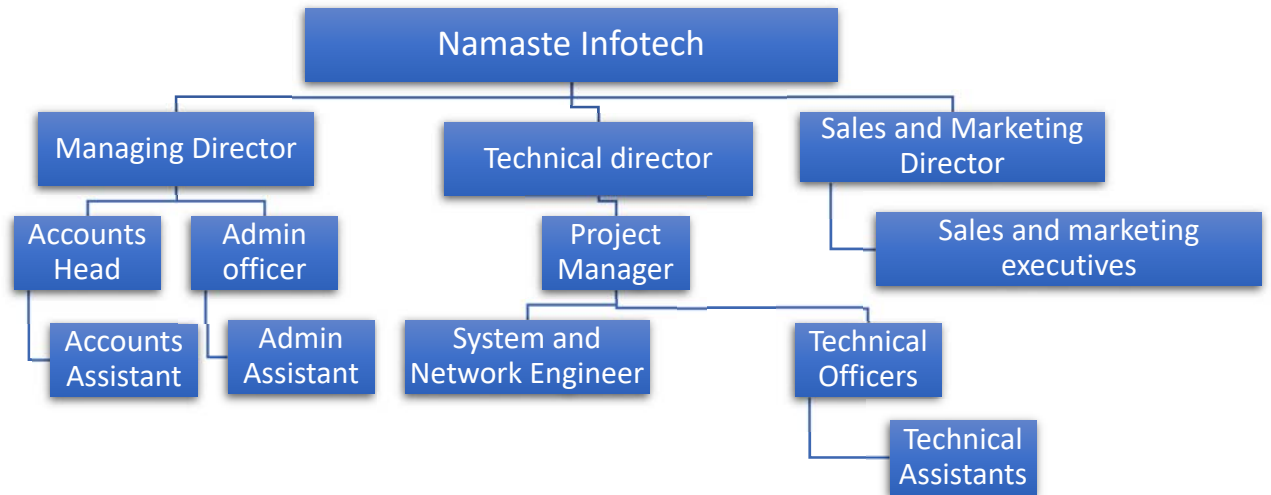 Namaste Infotech
Managing Director
Technical director
Sales and Marketing
Director
Accounts
Head
Admin
officer
Project
Manager
Sales and marketing
executives
Accounts
Assistant
Admin
Assistant
System and
Network Engineer
Technical
Officers
Technical
Assistants